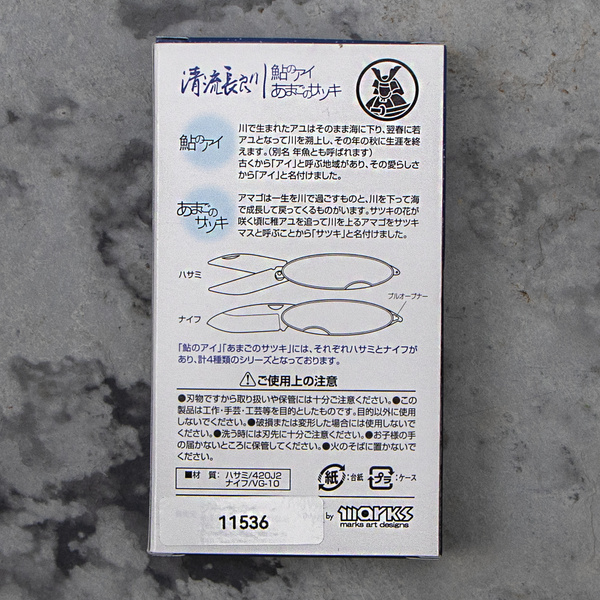 清流長良川
鮎のアイ
あまごのサツキ
鮎のアイ
川で生まれたアユはそのまま海に下り、翌春に若
アユとなって川を溯上し、その年の秋に生涯を終
えます。(別名 年魚とも呼ばれます)
古くから「アイ」と呼ぶ地域があり、その愛らしさ
から「アイ」と名付けました。
あまごの
サツキ
アマゴは一生を川で過ごすものと、川を下って海
で成長して戻ってくるものがいます。サツキの花が
咲く頃に稚アユを追って川を上るアマゴをサツキ
マスと呼ぶことから「サツキ」と名付けました。
ハサミ
プルオープナー
ナイフ
「鮎のアイ」「あまごのサツキ」には、それぞれハサミとナイフが
あり、計4種類のシリーズとなっております。
ご使用上の注意
●刃物ですから取り扱いや保管には十分ご注意ください。●この
製品は工作・手芸・工芸等を目的としたものです。目的以外に使用
しないでください。●破損または変形した場合には使用しないで
ください。●洗う時には刃先に十分ご注意ください。●お子様の手
の届かないところに保管してください。●火のそばに置かないでく
ださい。
■材 質:ハサミ/420J2
ナイフ/VG-10
紙:台紙 プラ:ケース
11536
by marks
marks art designs